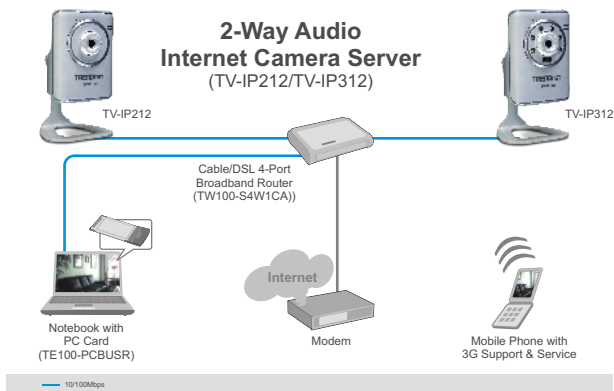 2-Way Audio
Internet Camera Server
(TV-IP212/TV-IP312)
TRENDnet
TRENDnet
TV-IP212
TV-IP312
Cable/DSL 4-Port
Broadband Router
(TW100-S4W1CA))
Internet
Notebook with
PC Card
(TE100-PCBUSR)
Modem
Mobile Phone with
3G Support & Service
10/100Mbps